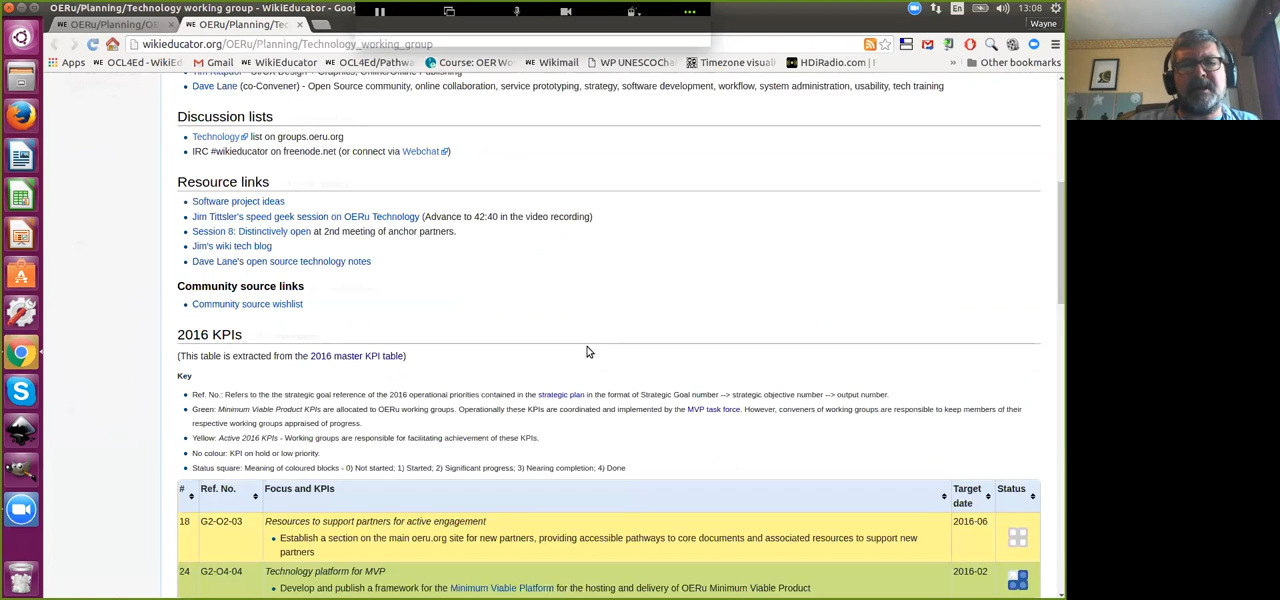 OERu/Planning/Technology working group - WikiEducator - Goo
En
13:08
WE OERu/Planning/O
WE OERu/Planning/Tec
Wayne
wikieducator.org/OERu/Planning/Technology_working_group
Apps
WE OCL4Ed - WikiEd
Gmail
WE WikiEducator
WE OCL4Ed/Pathw
Course: OER Wo
WE Wikimail
WP UNESCOChai
Timezone visuali
HDiRadio.com | F
»
Other bookmarks
Dave Lane (co-Convener) - Open Source community, online collaboration, service prototyping, strategy, software development, workflow, system administration, usability, tech training
Discussion lists
Technology list on groups.oeru.org
IRC #wikieducator on freenode.net (or connect via Webchat)
Resource links
Software project ideas
Jim Tittsler's speed geek session on OERu Technology (Advance to 42:40 in the video recording)
Session 8: Distinctively open at 2nd meeting of anchor partners.
Jim's wiki tech blog
Dave Lane's open source technology notes
Community source links
Community source wishlist
2016 KPIs
(This table is extracted from the 2016 master KPI table)
Key
Ref. No.: Refers to the the strategic goal reference of the 2016 operational priorities contained in the strategic plan in the format of Strategic Goal number --> strategic objective number --> output number.
Green: Minimum Viable Product KPIs are allocated to OERu working groups. Operationally these KPIs are coordinated and implemented by the MVP task force. However, conveners of working groups are responsible to keep members of their
respective working groups appraised of progress.
Yellow: Active 2016 KPIs - Working groups are responsible for faciiitating achievement of these KPIs.
No colour: KPI on hold or low priority.
Status square: Meaning of coloured blocks - 0) Not started; 1) Started; 2) Significant progress; 3) Nearing completion; 4) Done
# Ref. No. Focus and KPIs Target date Status
18 G2-O2-03 Resources to support partners for active engagement 2016-06
Establish a section on the main oeru.org site for new partners, providing accessible pathways to core documents and associated resources to support new
partners
24 G2-O4-04 Technology platform for MVP 2016-02
Develop and publish a framework for the Minimum Viable Platform for the hosting and delivery of OERu Minimum Viable Product